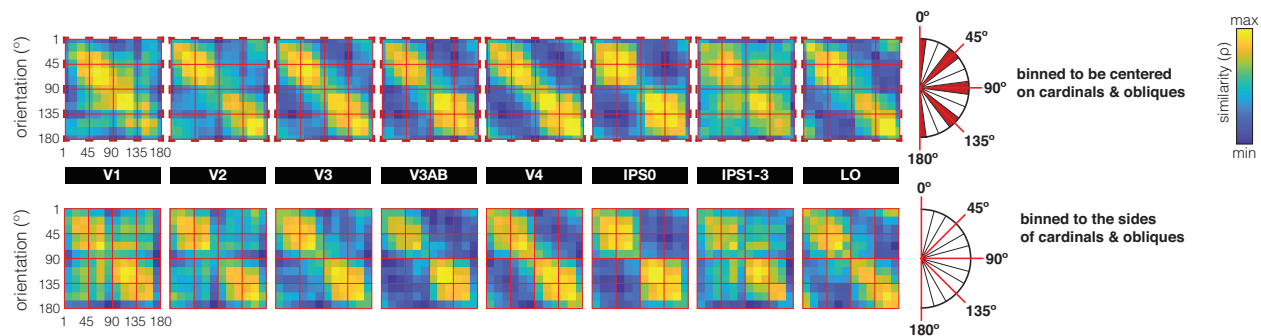 orientation (°)
1
45
90
135
180
1 45 90 135 180
0º
45º
90º
135º
180º
binned to be centered
on cardinals & obliques
max
similarity (ρ)
min
V1 V2 V3 V3AB V4 IPS0 IPS1-3 LO
orientation (°)
1
45
90
135
180
1 45 90 135 180
0º
45º
90º
135º
180º
binned to the sides
of cardinals & obliques